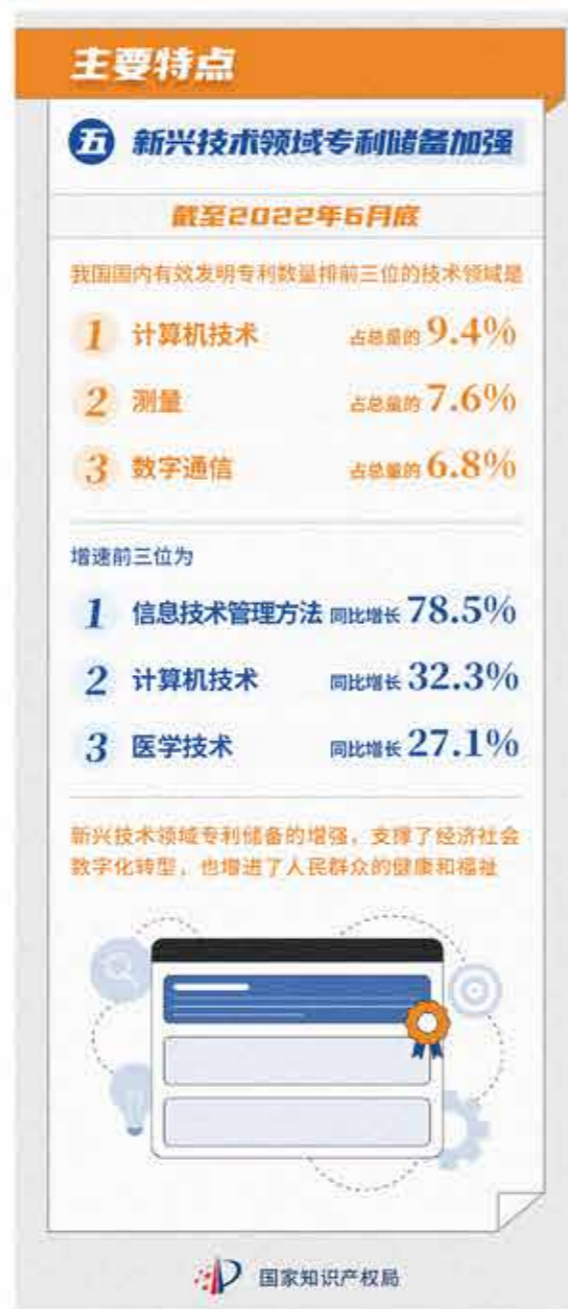 主要特点
五 新兴技术领域专利储备加强
截至2022年6月底
我国国内有效发明专利数量排前三位的技术领域是
1 计算机技术 占总量的 9.4%
2 测量 占总量的 7.6%
3 数字通信 占总量的 6.8%
增速前三位为
1 信息技术管理方法 同比增长 78.5%
2 计算机技术 同比增长 32.3%
3 医学技术 同比增长 27.1%
新兴技术领域专利储备的增强，支撑了经济社会
数字化转型，也增进了人民群众的健康和福祉
国家知识产权局